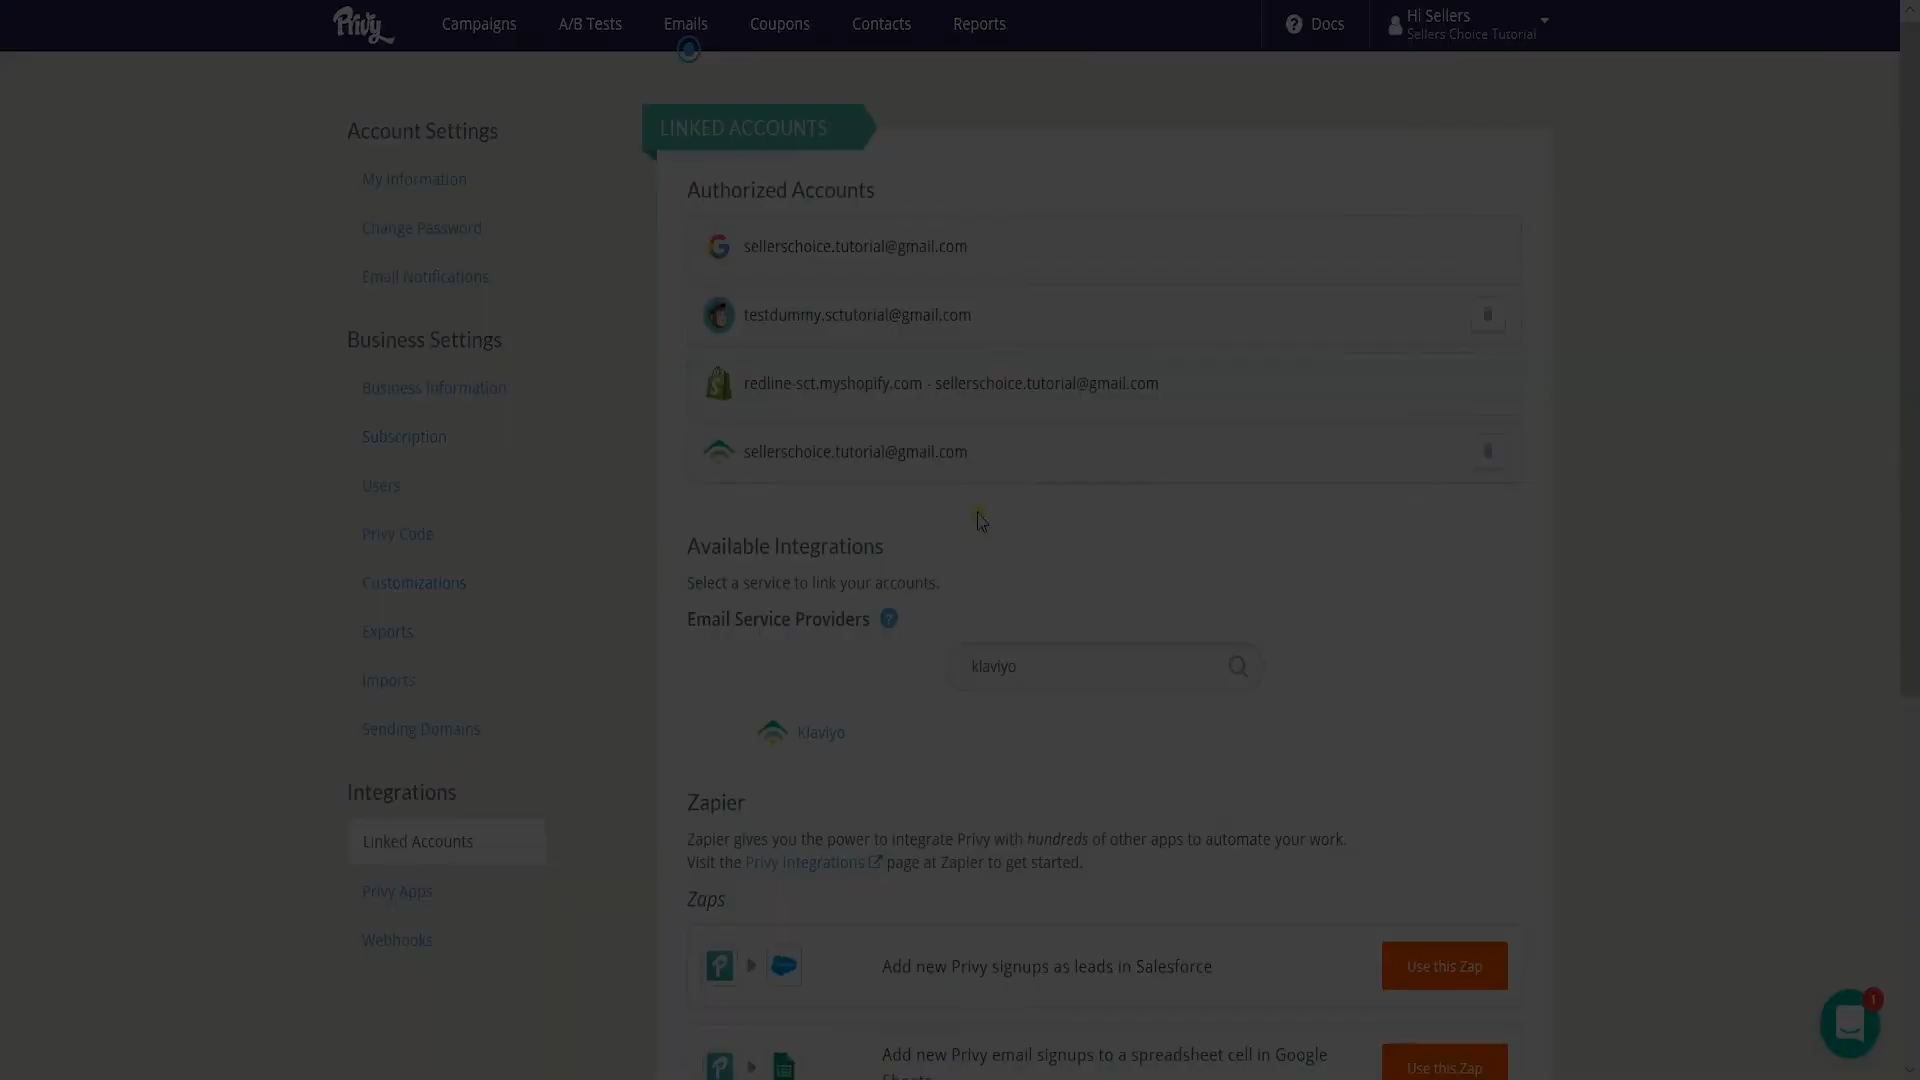 Privy
Campaigns
A/B Tests
Emails
Coupons
Contacts
Reports
? Docs
Hi Sellers
Sellers Choice Tutorial
Account Settings
My Information
Change Password
Email Notifications
Business Settings
Business Information
Subscription
Users
Privy Code
Customizations
Exports
Imports
Sending Domains
Integrations
Linked Accounts
Privy Apps
Webhooks
LINKED ACCOUNTS
Authorized Accounts
sellerschoice.tutorial@gmail.com
testdummy.sctutorial@gmail.com
redline-sct.myshopify.com - sellerschoice.tutorial@gmail.com
sellerschoice.tutorial@gmail.com
Available Integrations
Select a service to link your accounts.
Email Service Providers ?
klaviyo
Klaviyo
Zapier
Zapier gives you the power to integrate Privy with hundreds of other apps to automate your work.
Visit the Privy Integrations page at Zapier to get started.
Zaps
Add new Privy signups as leads in Salesforce
Use this Zap
Add new Privy email signups to a spreadsheet cell in Google
Use this Zap
1